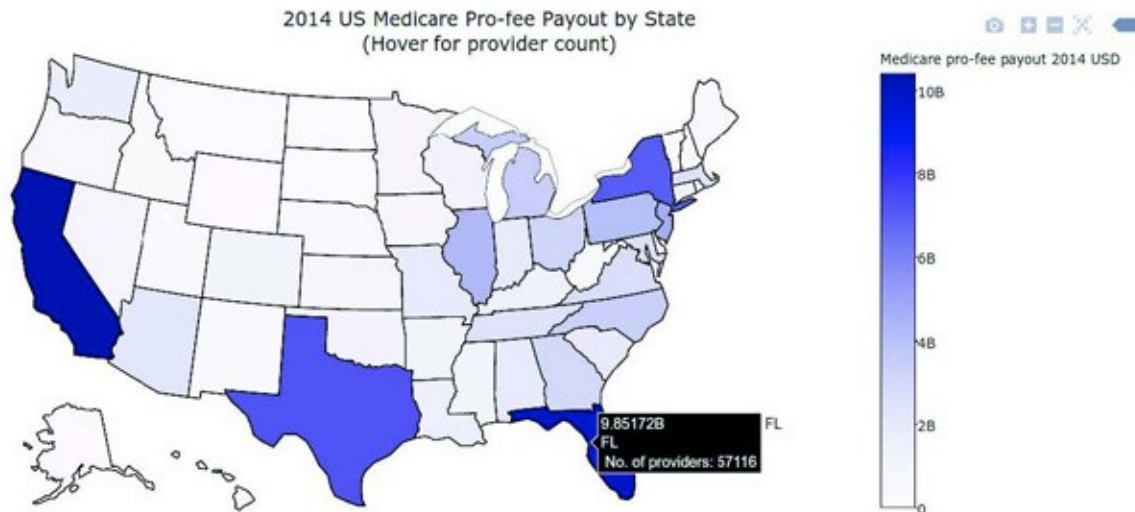 2014 US Medicare Pro-fee Payout by State
(Hover for provider count)
Medicare pro-fee payout 2014 USD
10B
8B
6B
4B
2B
0
9.85172B
FL
FL
No. of providers: 57116